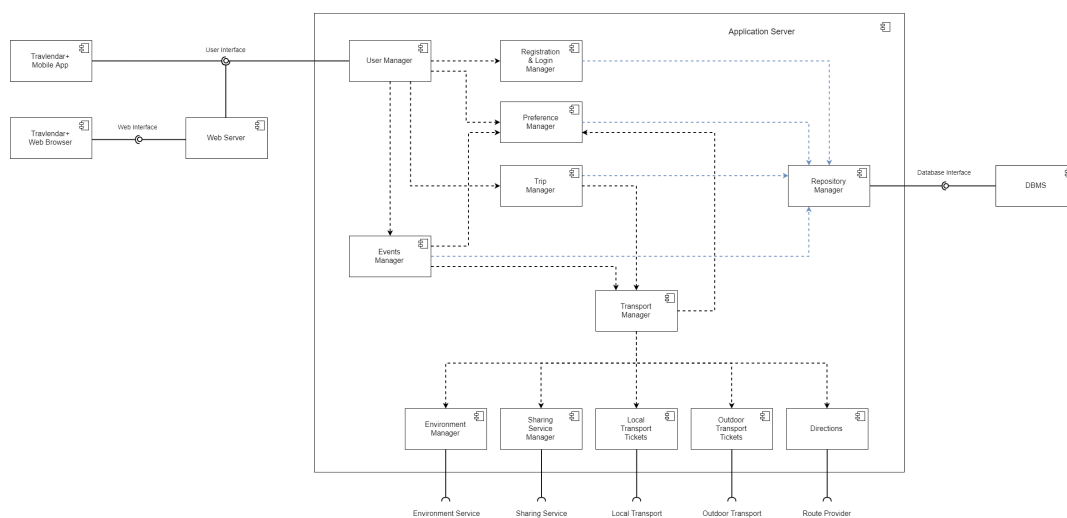 Application Server
Travlendar+
Mobile App
User Interface
User Manager
Registration
& Login
Manager
Travlendar+
Web Browser
Web Interface
Web Server
Preference
Manager
Trip
Manager
Repository
Manager
Database Interface
DBMS
Events
Manager
Transport
Manager
Environment
Manager
Sharing
Service
Manager
Local
Transport
Tickets
Outdoor
Transport
Tickets
Directions
Environment Service
Sharing Service
Local Transport
Outdoor Transport
Route Provider